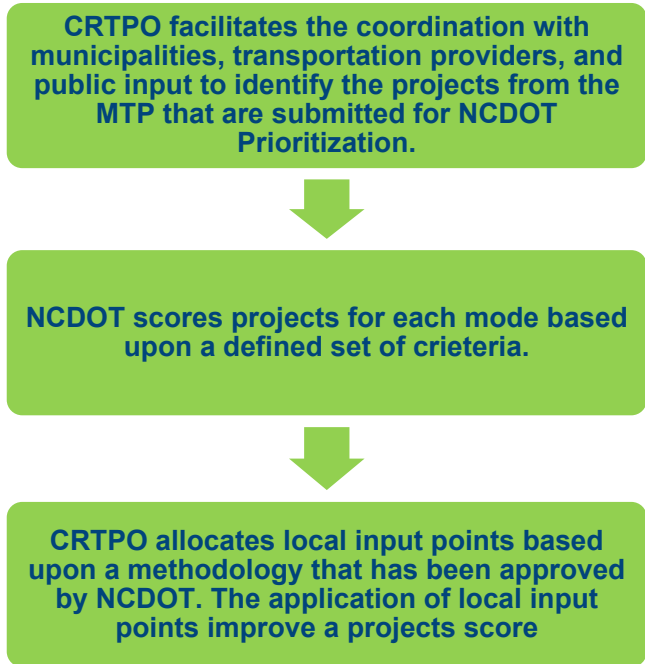 CRTPO facilitates the coordination with
municipalities, transportation providers, and
public input to identify the projects from the
MTP that are submitted for NCDOT
Prioritization.
NCDOT scores projects for each mode based
upon a defined set of crieteria.
CRTPO allocates local input points based
upon a methodology that has been approved
by NCDOT. The application of local input
points improve a projects score